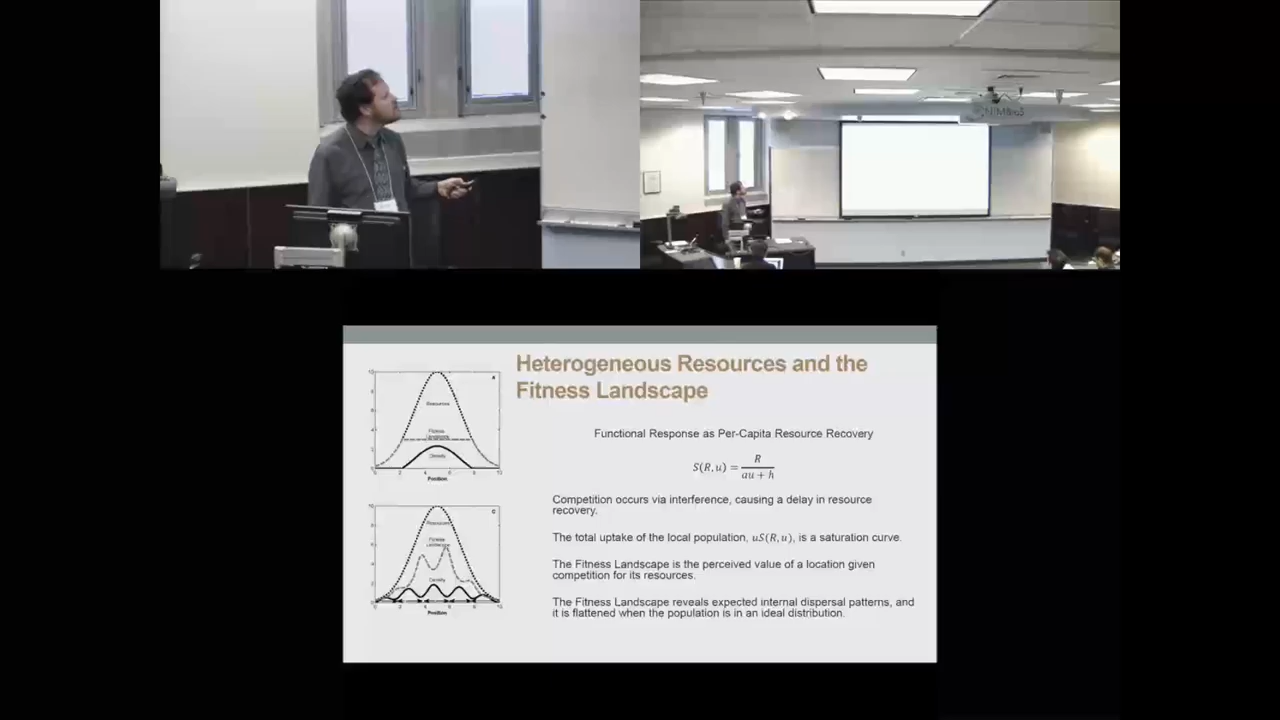 NIMBioS
Heterogeneous Resources and the
Fitness Landscape
A
Resources
Fitness
Landscape
Density
Position
Functional Response as Per-Capita Resource Recovery
S(R, u) = R / (au + h)
Competition occurs via interference, causing a delay in resource
recovery.
The total uptake of the local population, uS(R, u), is a saturation curve.
The Fitness Landscape is the perceived value of a location given
competition for its resources.
The Fitness Landscape reveals expected internal dispersal patterns, and
it is flattened when the population is in an ideal distribution.
C
Resources
Fitness
Landscape
Density
Position